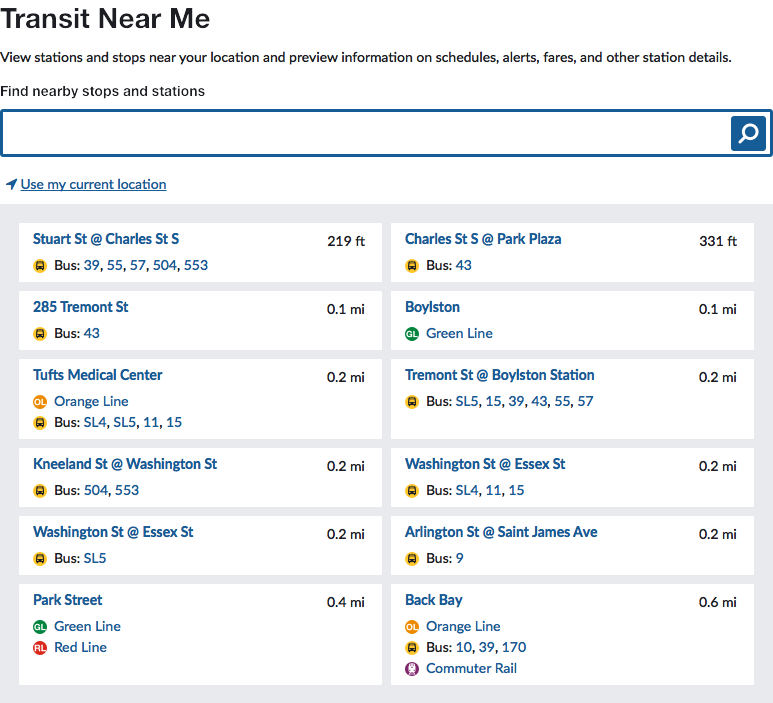 Transit Near Me
View stations and stops near your location and preview information on schedules, alerts, fares, and other station details.
Find nearby stops and stations
Use my current location
Stuart St @ Charles St S 219 ft
Bus: 39, 55, 57, 504, 553
Charles St S @ Park Plaza 331 ft
Bus: 43
285 Tremont St 0.1 mi
Bus: 43
Boylston 0.1 mi
GL Green Line
Tufts Medical Center 0.2 mi
OL Orange Line
Bus: SL4, SL5, 11, 15
Tremont St @ Boylston Station 0.2 mi
Bus: SL5, 15, 39, 43, 55, 57
Kneeland St @ Washington St 0.2 mi
Bus: 504, 553
Washington St @ Essex St 0.2 mi
Bus: SL4, 11, 15
Washington St @ Essex St 0.2 mi
Bus: SL5
Arlington St @ Saint James Ave 0.2 mi
Bus: 9
Park Street 0.4 mi
GL Green Line
RL Red Line
Back Bay 0.6 mi
OL Orange Line
Bus: 10, 39, 170
Commuter Rail